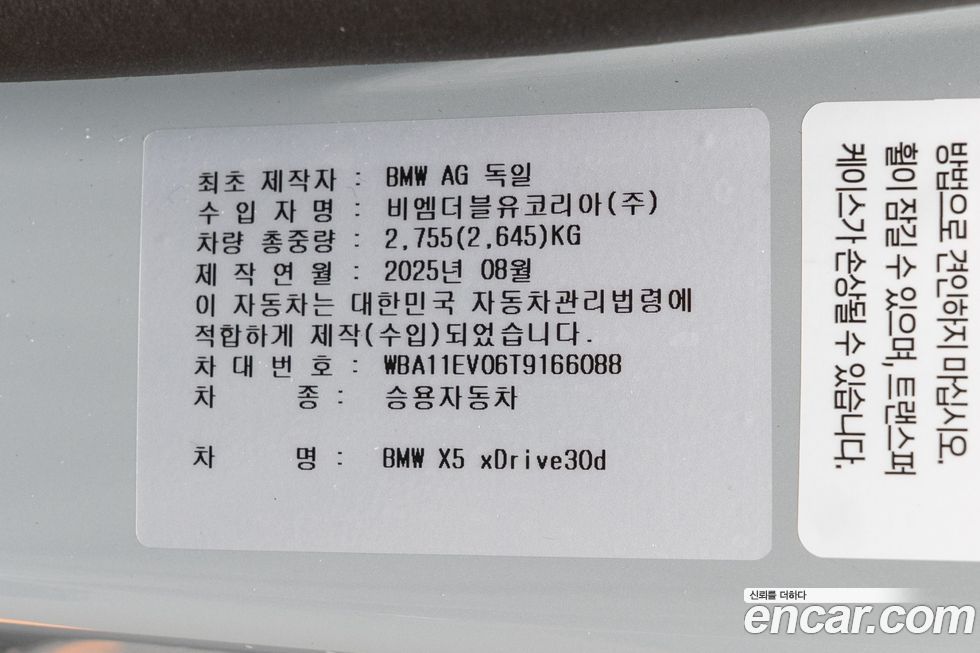 최초 제작자 : BMW AG 독일
수 입 자 명 : 비엠더블유코리아(주)
차량 총중량 : 2,755(2,645)KG
제 작 연 월 : 2025년 08월
이 자동차는 대한민국 자동차관리법령에
적합하게 제작(수입)되었습니다.
차 대 번 호 : WBA11EV06T9166088
차 종 : 승용자동차
차 명 : BMW X5 xDrive30d
방법으로 견인하지 마십시오.
휠이 잠길 수 있으며, 트랜스퍼
케이스가 손상될 수 있습니다.
신뢰를 더하다
encar.com